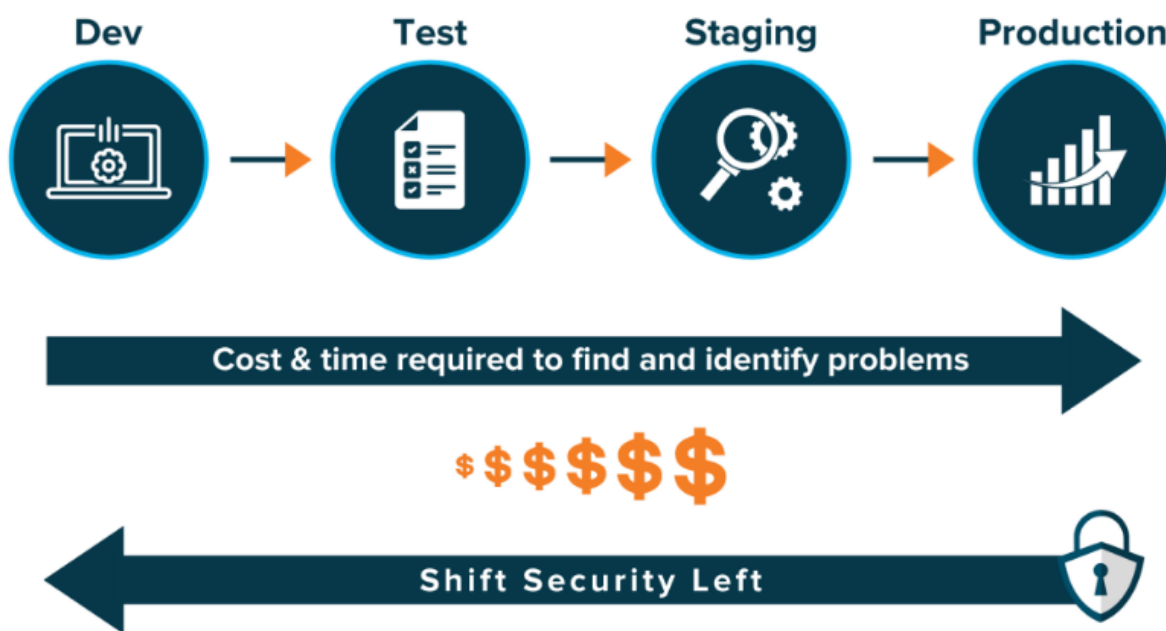 Dev Test Staging Production
Cost & time required to find and identify problems
$ $ $ $ $ $
Shift Security Left